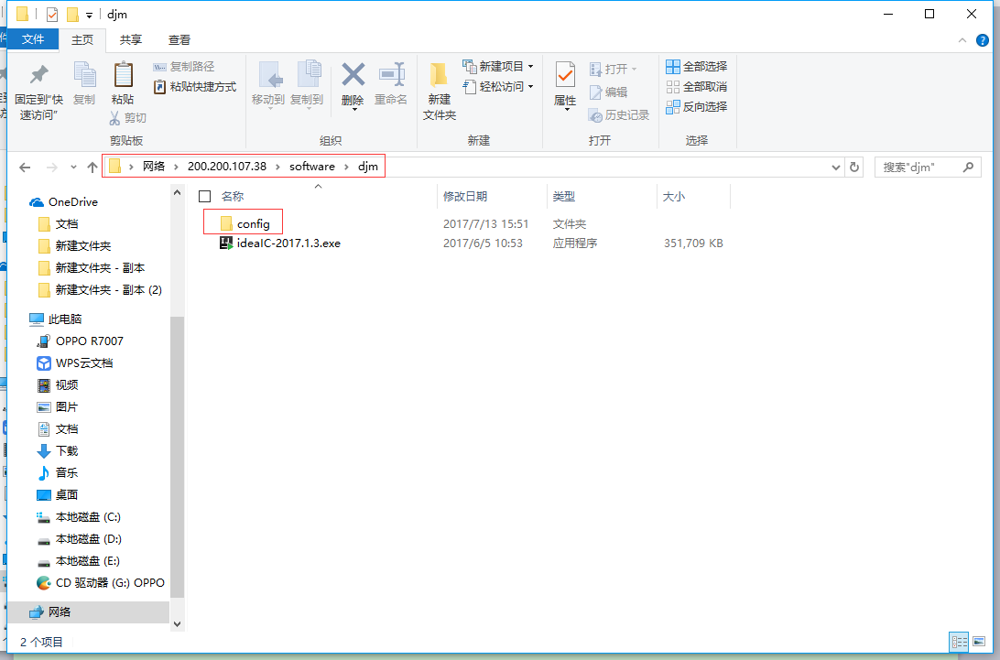 djm
文件 主页 共享 查看
固定到"快速访问"
复制
粘贴
复制路径
粘贴快捷方式
剪切
剪贴板
移动到
复制到
删除
重命名
组织
新建
文件夹
新建项目
轻松访问
新建
属性
打开
编辑
历史记录
打开
全部选择
全部取消
反向选择
选择
网络 › 200.200.107.38 › software › djm
搜索"djm"
名称 修改日期 类型 大小
config 2017/7/13 15:51 文件夹
ideaIC-2017.1.3.exe 2017/6/5 10:53 应用程序 351,709 KB
OneDrive
文档
新建文件夹
新建文件夹 - 副本
新建文件夹 - 副本 (2)
此电脑
OPPO R7007
WPS云文档
视频
图片
文档
下载
音乐
桌面
本地磁盘 (C:)
本地磁盘 (D:)
本地磁盘 (E:)
CD 驱动器 (G:) OPPO
网络
2 个项目